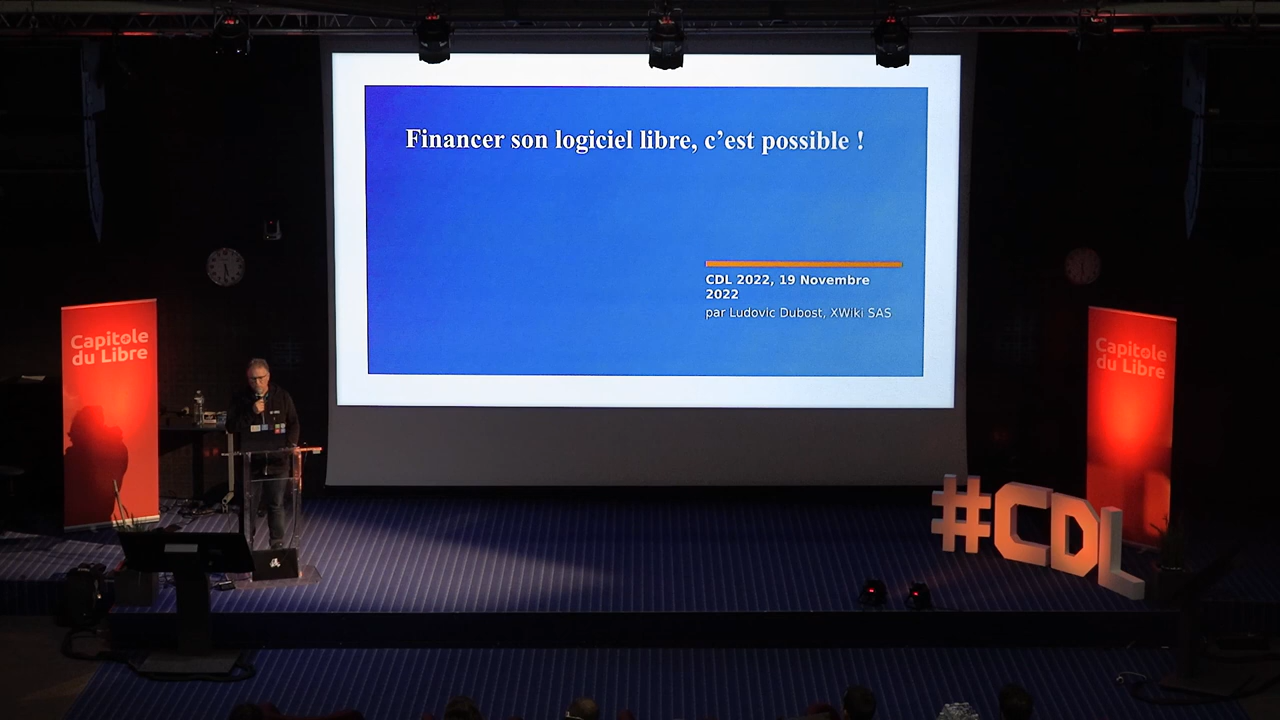 Financer son logiciel libre, c’est possible !
CDL 2022, 19 Novembre
2022
par Ludovic Dubost, XWiki SAS
Capitole
du Libre
Capitole
du Libre
#CDL